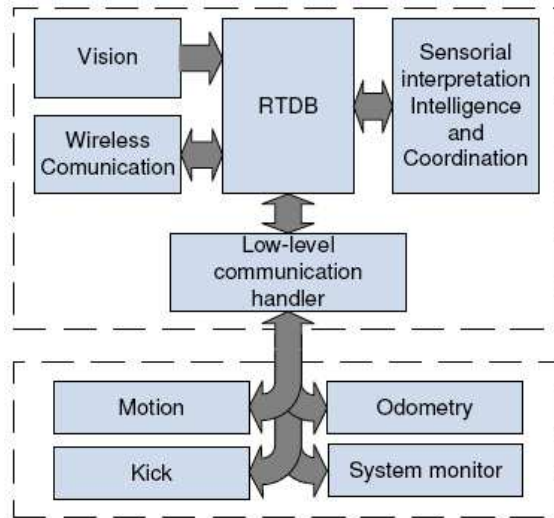 Vision
Wireless
Comunication
RTDB
Sensorial
interpretation
Intelligence
and
Coordination
Low-level
communication
handler
Motion
Odometry
Kick
System monitor